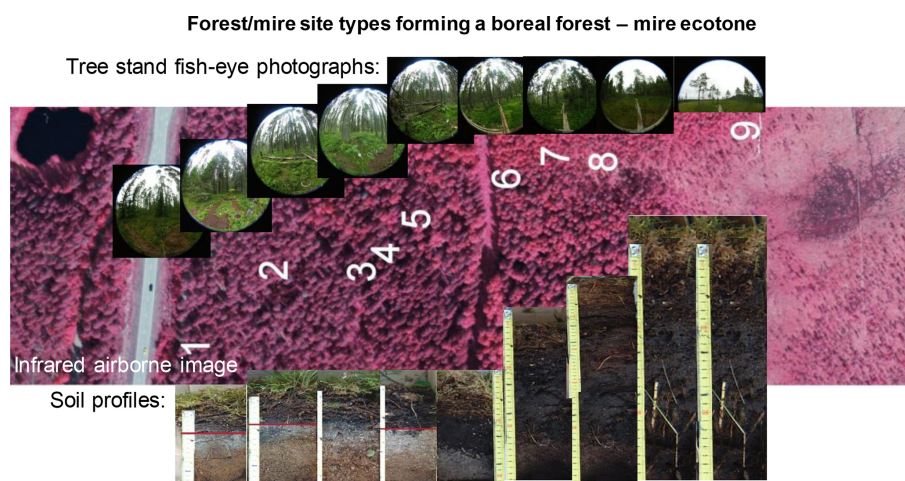 Forest/mire site types forming a boreal forest – mire ecotone
Tree stand fish-eye photographs:
9
7
8
6
5
4
3
2
1
Infrared airborne image
Soil profiles: